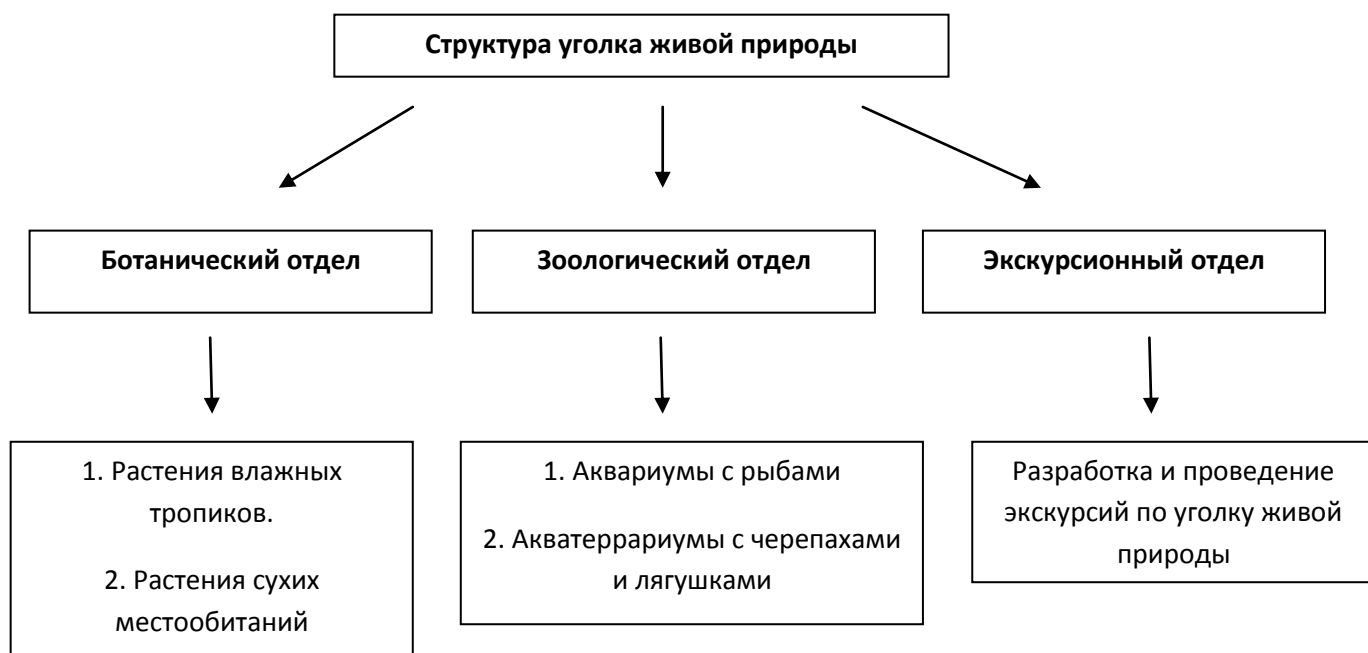 Структура уголка живой природы
Ботанический отдел
Зоологический отдел
Экскурсионный отдел
1. Растения влажных
тропиков.
2. Растения сухих
местообитаний
1. Аквариумы с рыбами
2. Акватеррариумы с черепахами
и лягушками
Разработка и проведение
экскурсий по уголку живой
природы